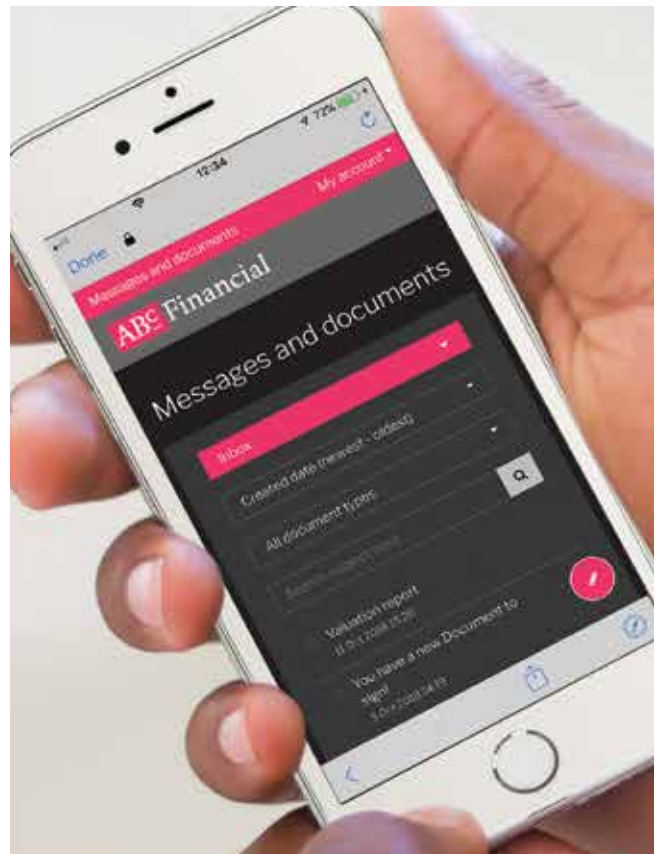 12:34
72%
Done
Messages and documents
My account
ABC Financial
Messages and documents
Inbox
Created date (newest - oldest)
All document types
Valuation report
You have a new Document to
sign!